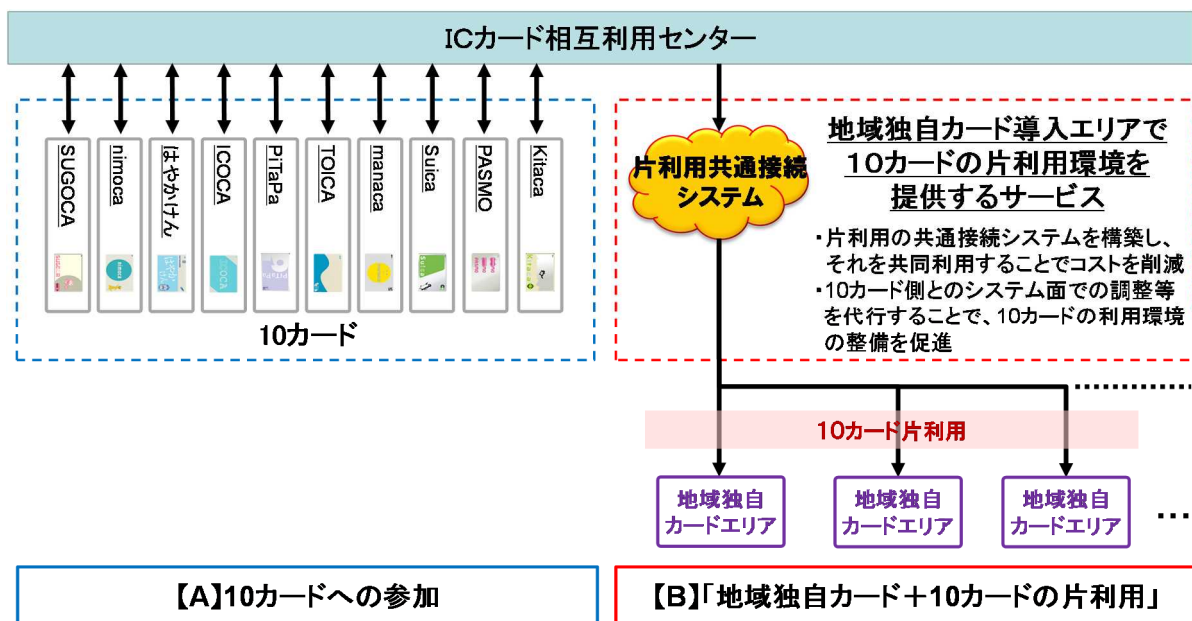 ICカード相互利用センター
SUGOCA
nimoca
はやかけん
ICOCA
PiTaPa
TOICA
manaca
Suica
PASMO
Kitaca
10カード
片利用共通接続
システム
地域独自カード導入エリアで
10カードの片利用環境を
提供するサービス
・片利用の共通接続システムを構築し、
それを共同利用することでコストを削減
・10カード側とのシステム面での調整等
を代行することで、10カードの利用環境
の整備を促進
10カード片利用
地域独自
カードエリア
地域独自
カードエリア
地域独自
カードエリア
…
【A】10カードへの参加
【B】「地域独自カード＋10カードの片利用」